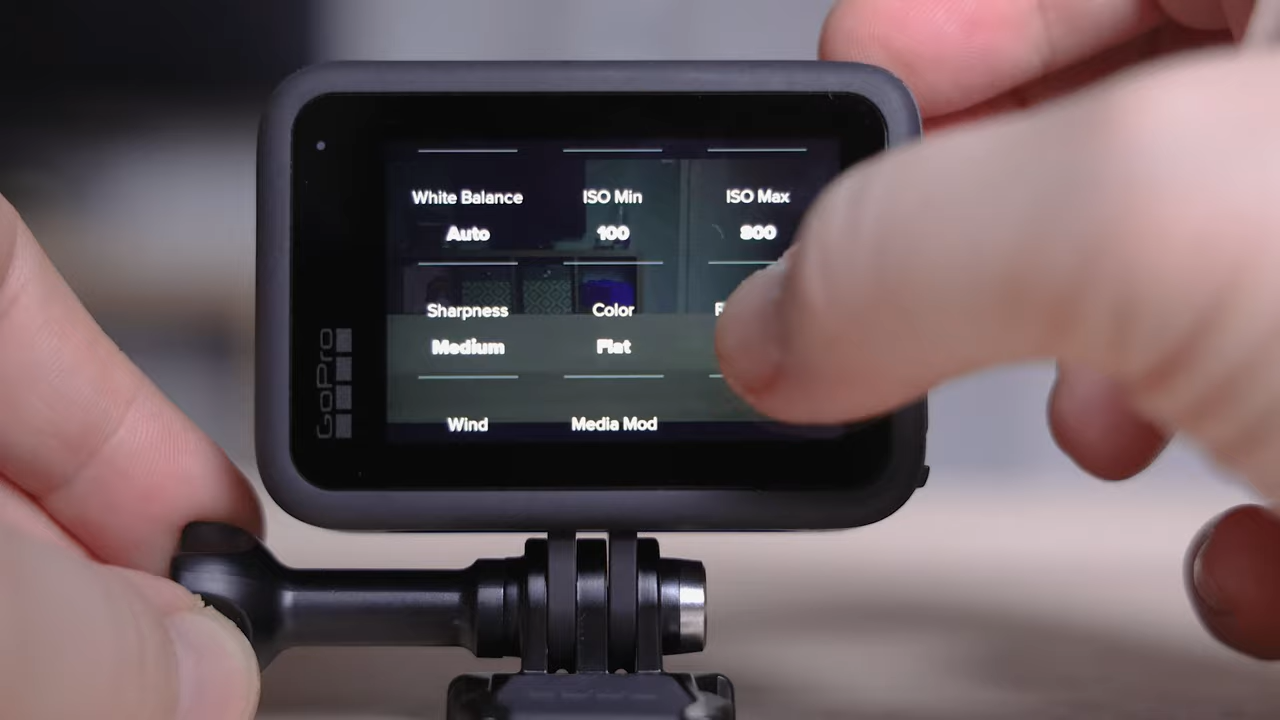 White Balance ISO Min ISO Max
Auto 100 800
Sharpness Color
Medium Flat
Wind Media Mod
GoPro